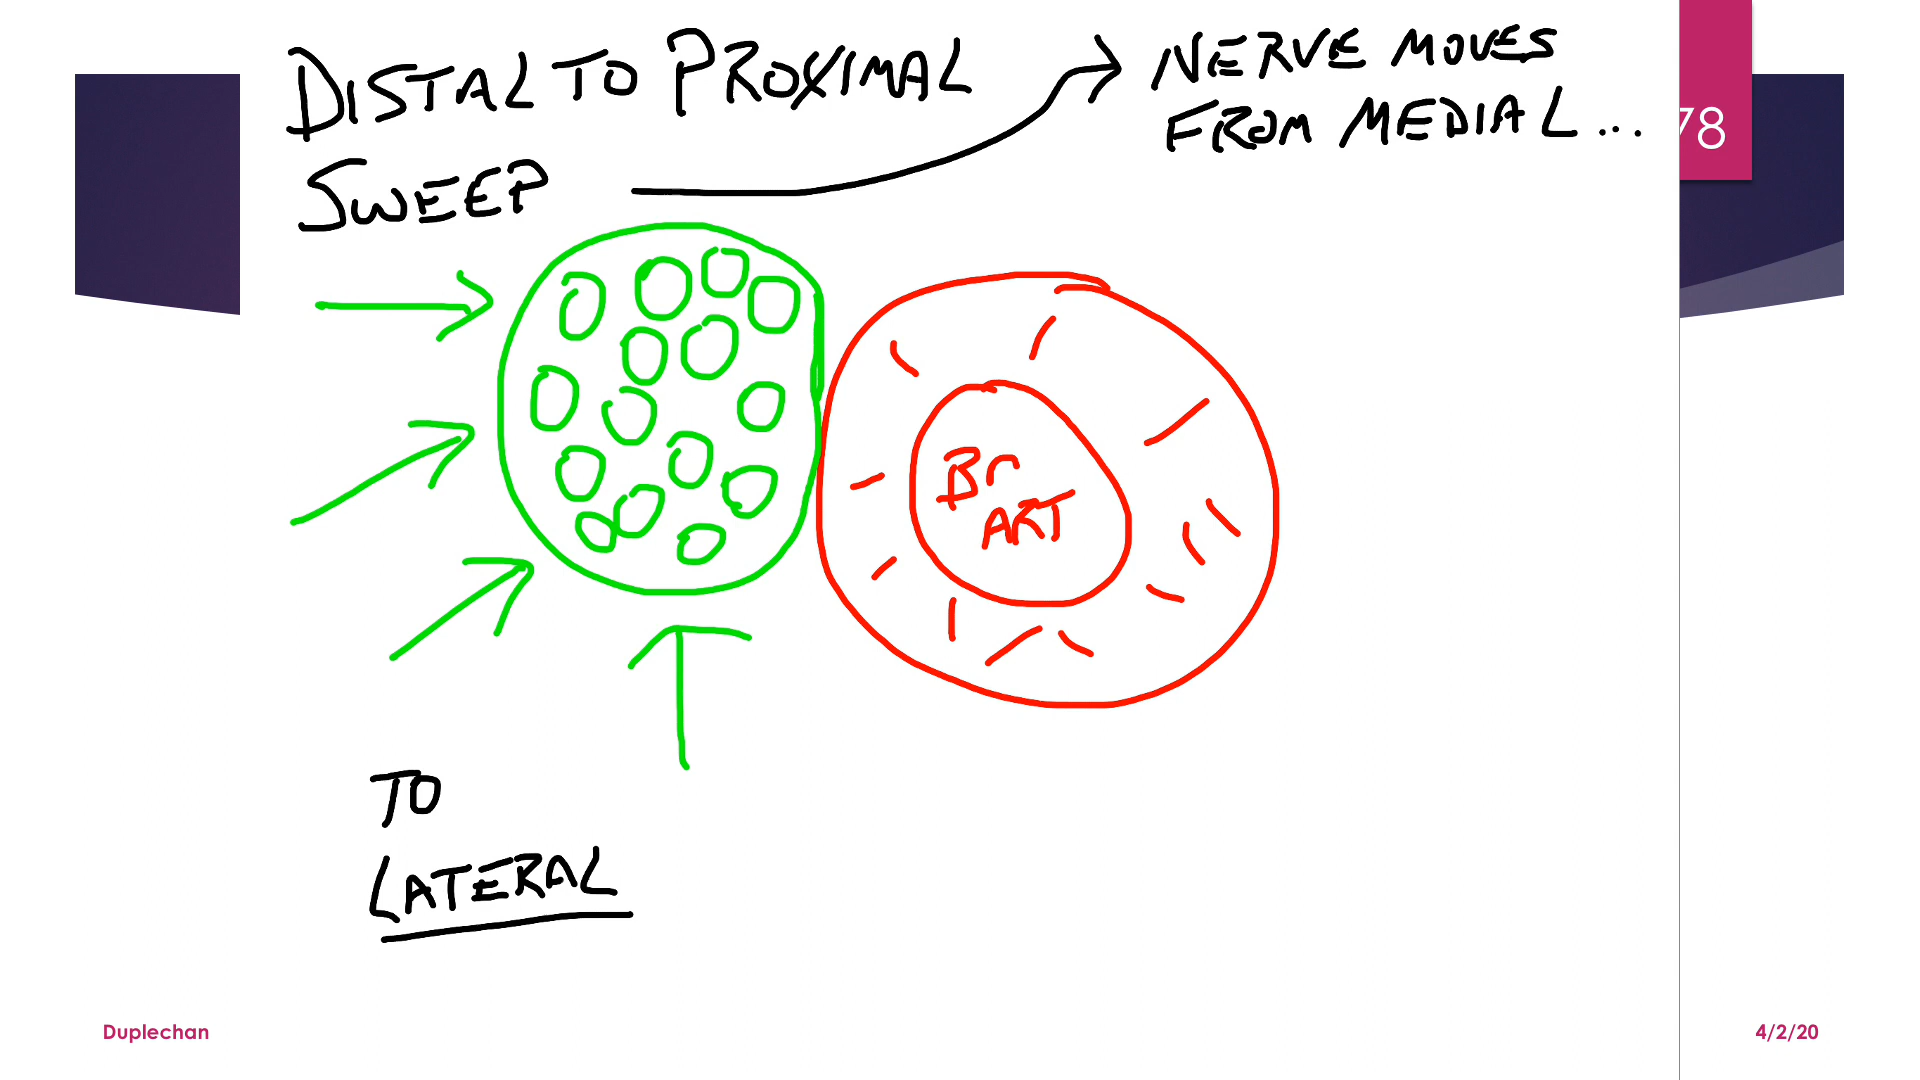 DISTAL TO PROXIMAL
SWEEP
NERVE MOVES
FROM MEDIAL...
78
Br
ART
TO
LATERAL
Duplechan
4/2/20